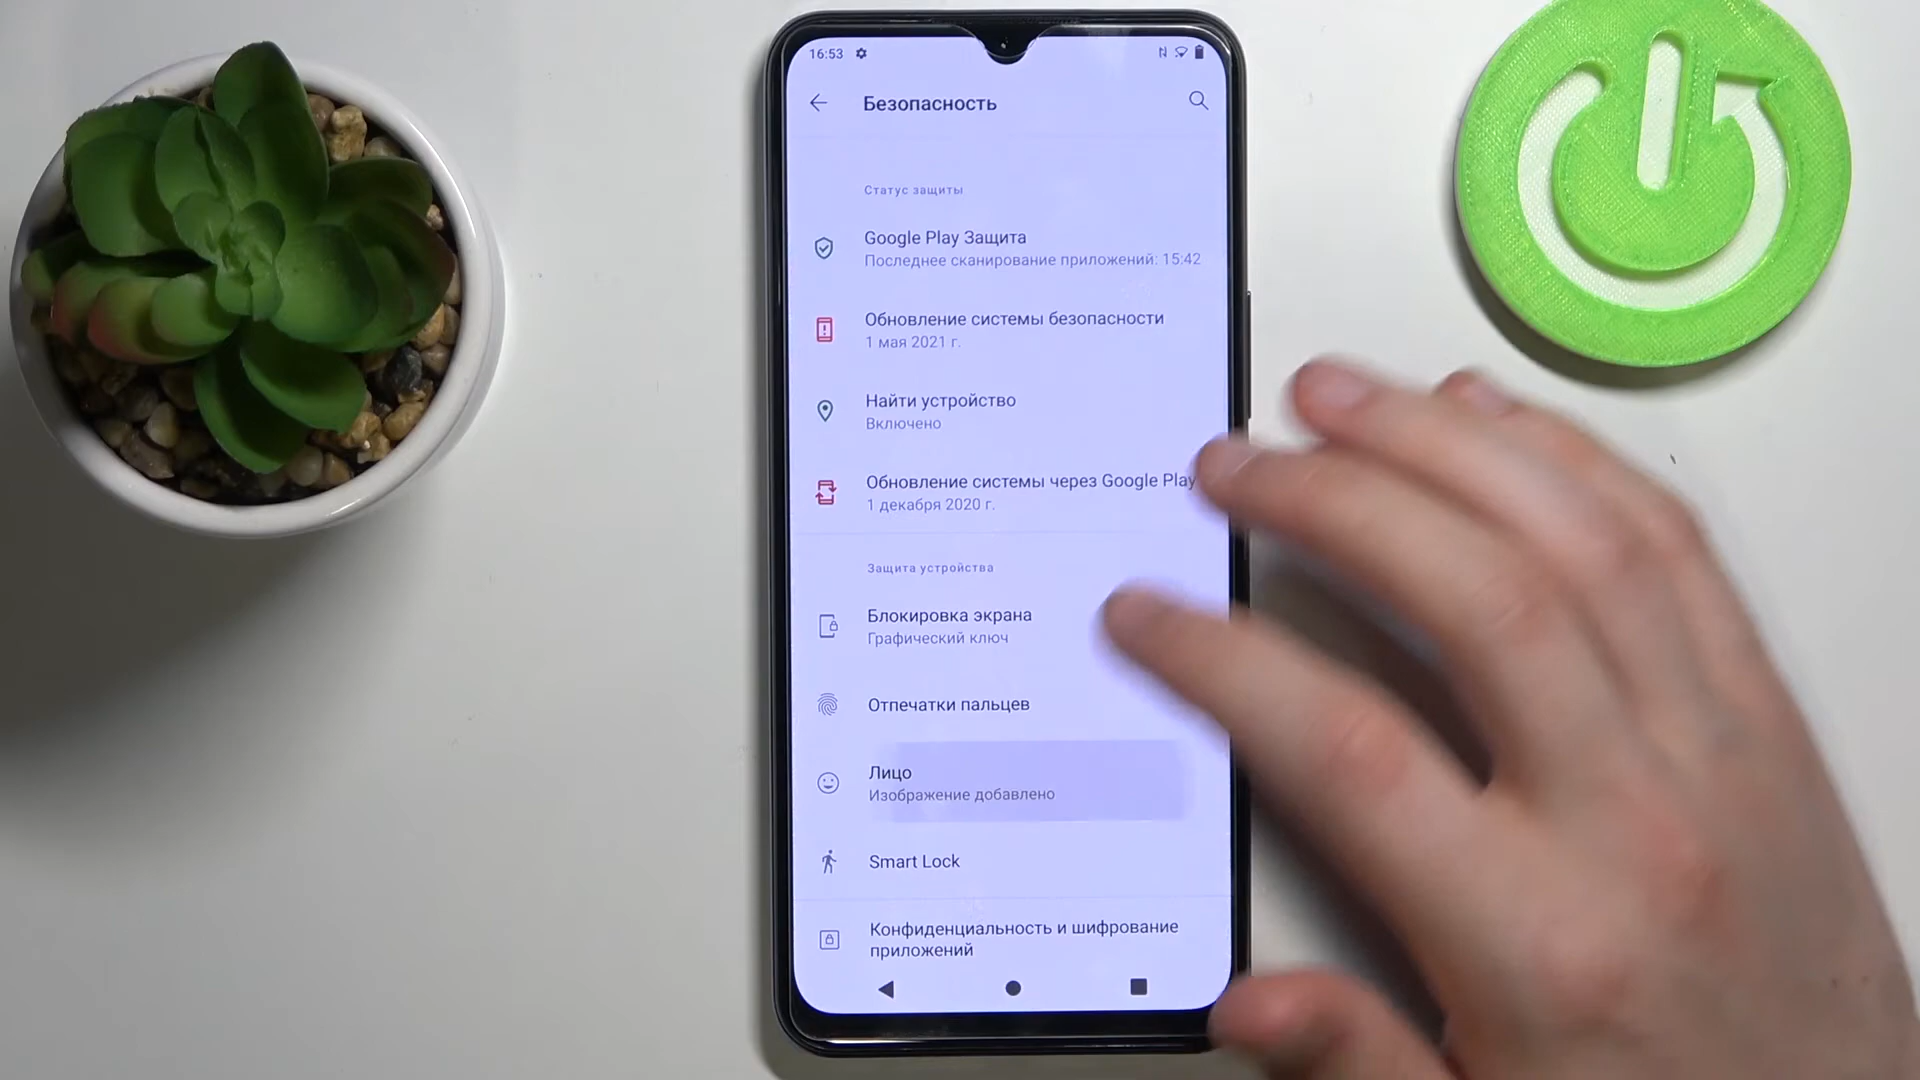 16:53
Безопасность
Статус защиты
Google Play Защита
Последнее сканирование приложений: 15:42
Обновление системы безопасности
1 мая 2021 г.
Найти устройство
Включено
Обновление системы через Google Play
1 декабря 2020 г.
Защита устройства
Блокировка экрана
Графический ключ
Отпечатки пальцев
Лицо
Изображение добавлено
Smart Lock
Конфиденциальность и шифрование
приложений